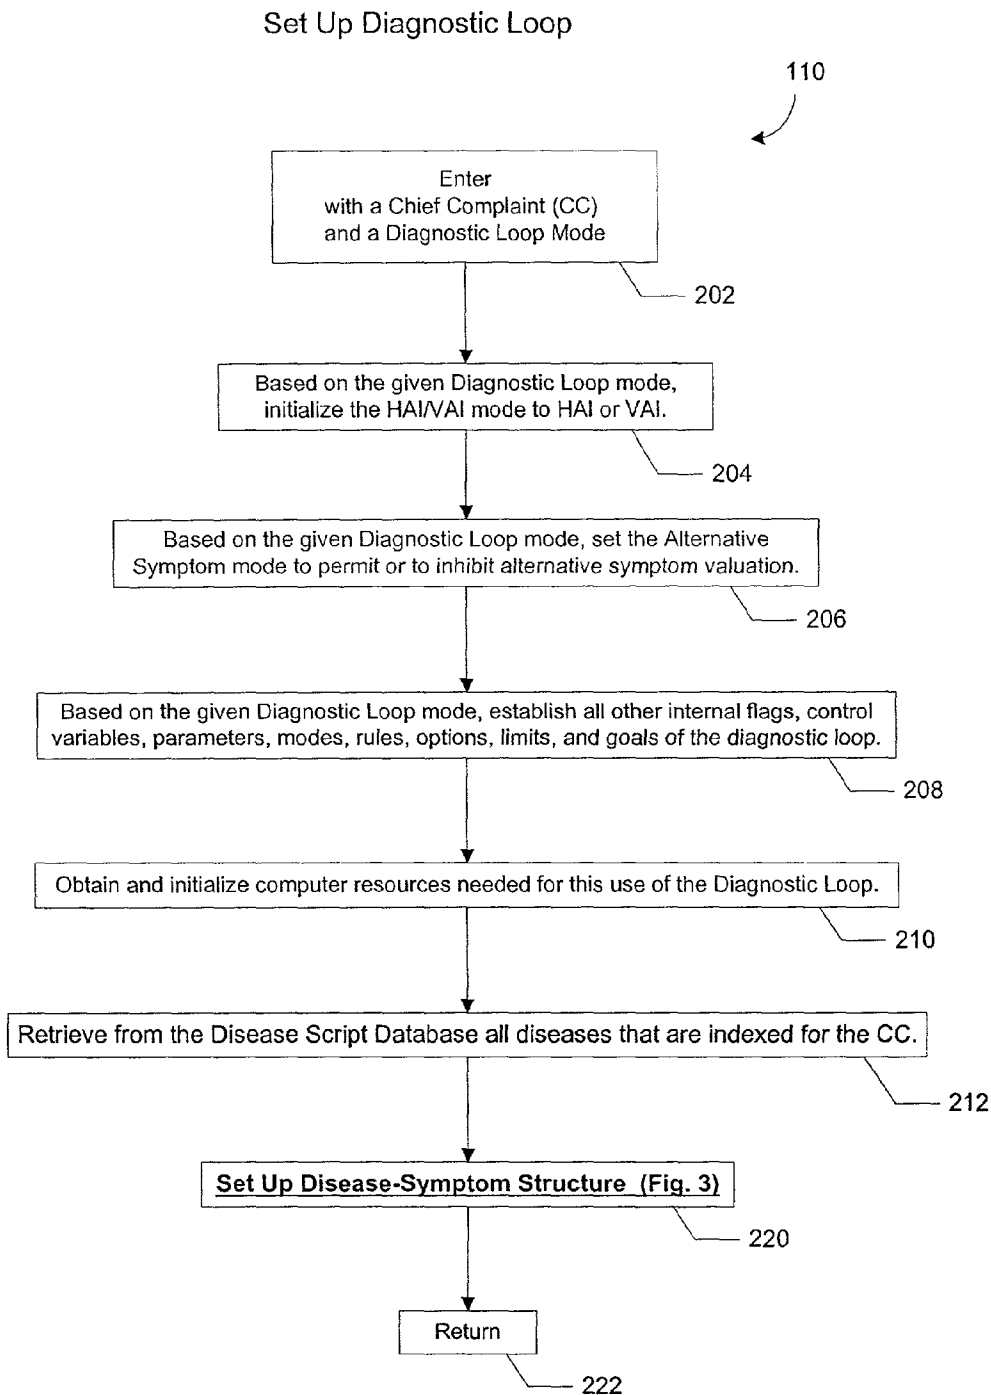 Set Up Diagnostic Loop
110
Enter
with a Chief Complaint (CC)
and a Diagnostic Loop Mode
202
Based on the given Diagnostic Loop mode,
initialize the HAI/VAI mode to HAI or VAI.
204
Based on the given Diagnostic Loop mode, set the Alternative
Symptom mode to permit or to inhibit alternative symptom valuation.
206
Based on the given Diagnostic Loop mode, establish all other internal flags, control
variables, parameters, modes, rules, options, limits, and goals of the diagnostic loop.
208
Obtain and initialize computer resources needed for this use of the Diagnostic Loop.
210
Retrieve from the Disease Script Database all diseases that are indexed for the CC.
212
Set Up Disease-Symptom Structure (Fig. 3)
220
Return
222